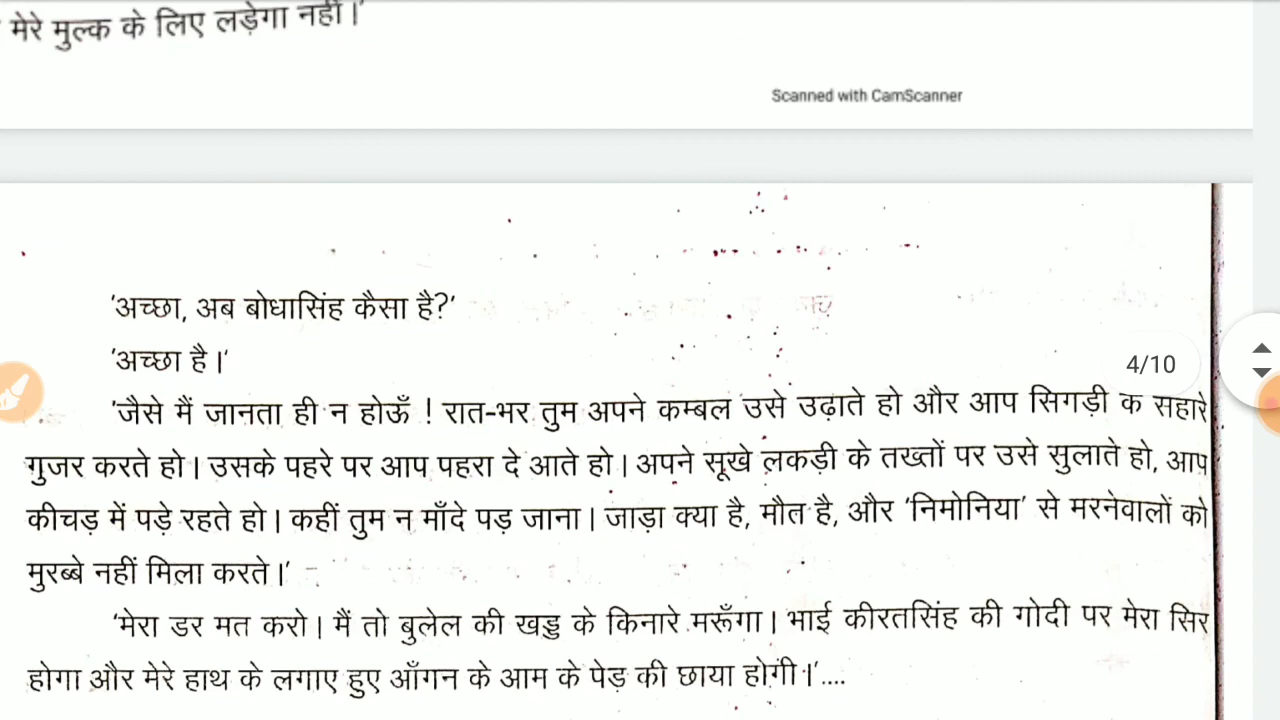 मेरे मुल्क के लिए लड़ेगा नहीं।'
Scanned with CamScanner
'अच्छा, अब बोधासिंह कैसा है?'
'अच्छा है।'
4/10
'जैसे मैं जानता ही न होऊँ ! रात-भर तुम अपने कम्बल उसे उढ़ाते हो और आप सिगड़ी क सहारे
गुजर करते हो। उसके पहरे पर आप पहरा दे आते हो। अपने सूखे लकड़ी के तख्तों पर उसे सुलाते हो, आप
कीचड़ में पड़े रहते हो। कहीं तुम न माँदे पड़ जाना। जाड़ा क्या है, मौत है, और 'निमोनिया' से मरनेवालों को
मुरब्बे नहीं मिला करते।'
'मेरा डर मत करो। मैं तो बुलेल की खड्ड के किनारे मरूँगा। भाई कीरतसिंह की गोदी पर मेरा सिर
होगा और मेरे हाथ के लगाए हुए आँगन के आम के पेड़ की छाया होगी।'....